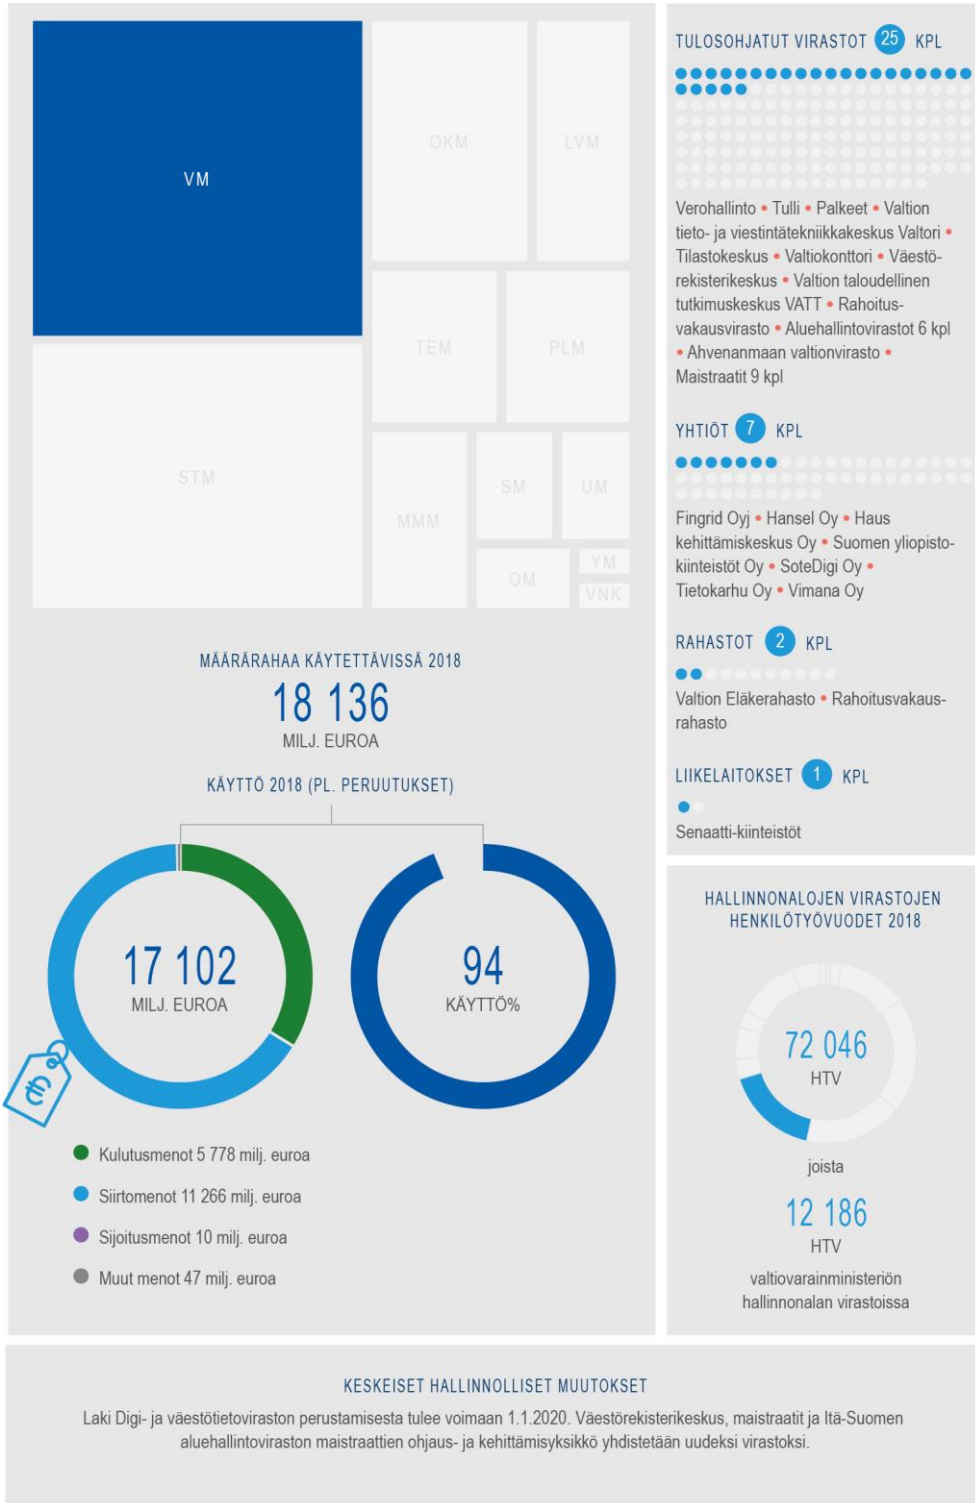 VM
OKM
LVM
TEM
PLM
STM
MMM
SM
UM
OM
YM
VNK
MÄÄRÄRAHAA KÄYTETTÄVISSÄ 2018
18 136
MILJ. EUROA
KÄYTTÖ 2018 (PL. PERUUTUKSET)
17 102
MILJ. EUROA
94
KÄYTTÖ%
Kulutusmenot 5 778 milj. euroa
Siirtomenot 11 266 milj. euroa
Sijoitusmenot 10 milj. euroa
Muut menot 47 milj. euroa
TULOSOHJATUT VIRASTOT 25 KPL
Verohallinto • Tulli • Palkeet • Valtion
tieto- ja viestintätekniikkakeskus Valtori •
Tilastokeskus • Valtiokonttori • Väestö-
rekisterikeskus • Valtion taloudellinen
tutkimuskeskus VATT • Rahoitus-
vakausvirasto • Aluehallintovirastot 6 kpl
• Ahvenanmaan valtionvirasto •
Maistraatit 9 kpl
YHTIÖT 7 KPL
Fingrid Oyj • Hansel Oy • Haus
kehittämiskeskus Oy • Suomen yliopisto-
kiinteistöt Oy • SoteDigi Oy •
Tietokarhu Oy • Vimana Oy
RAHASTOT 2 KPL
Valtion Eläkerahasto • Rahoitusvakaus-
rahasto
LIIKELAITOKSET 1 KPL
Senaatti-kiinteistöt
HALLINNONALOJEN VIRASTOJEN
HENKILÖTYÖVUODET 2018
72 046
HTV
joista
12 186
HTV
valtiovarainministeriön
hallinnonalan virastoissa
KESKEISET HALLINNOLLISET MUUTOKSET
Laki Digi- ja väestötietoviraston perustamisesta tulee voimaan 1.1.2020. Väestörekisterikeskus, maistraatit ja Itä-Suomen
aluehallintoviraston maistraattien ohjaus- ja kehittämisyksikkö yhdistetään uudeksi virastoksi.